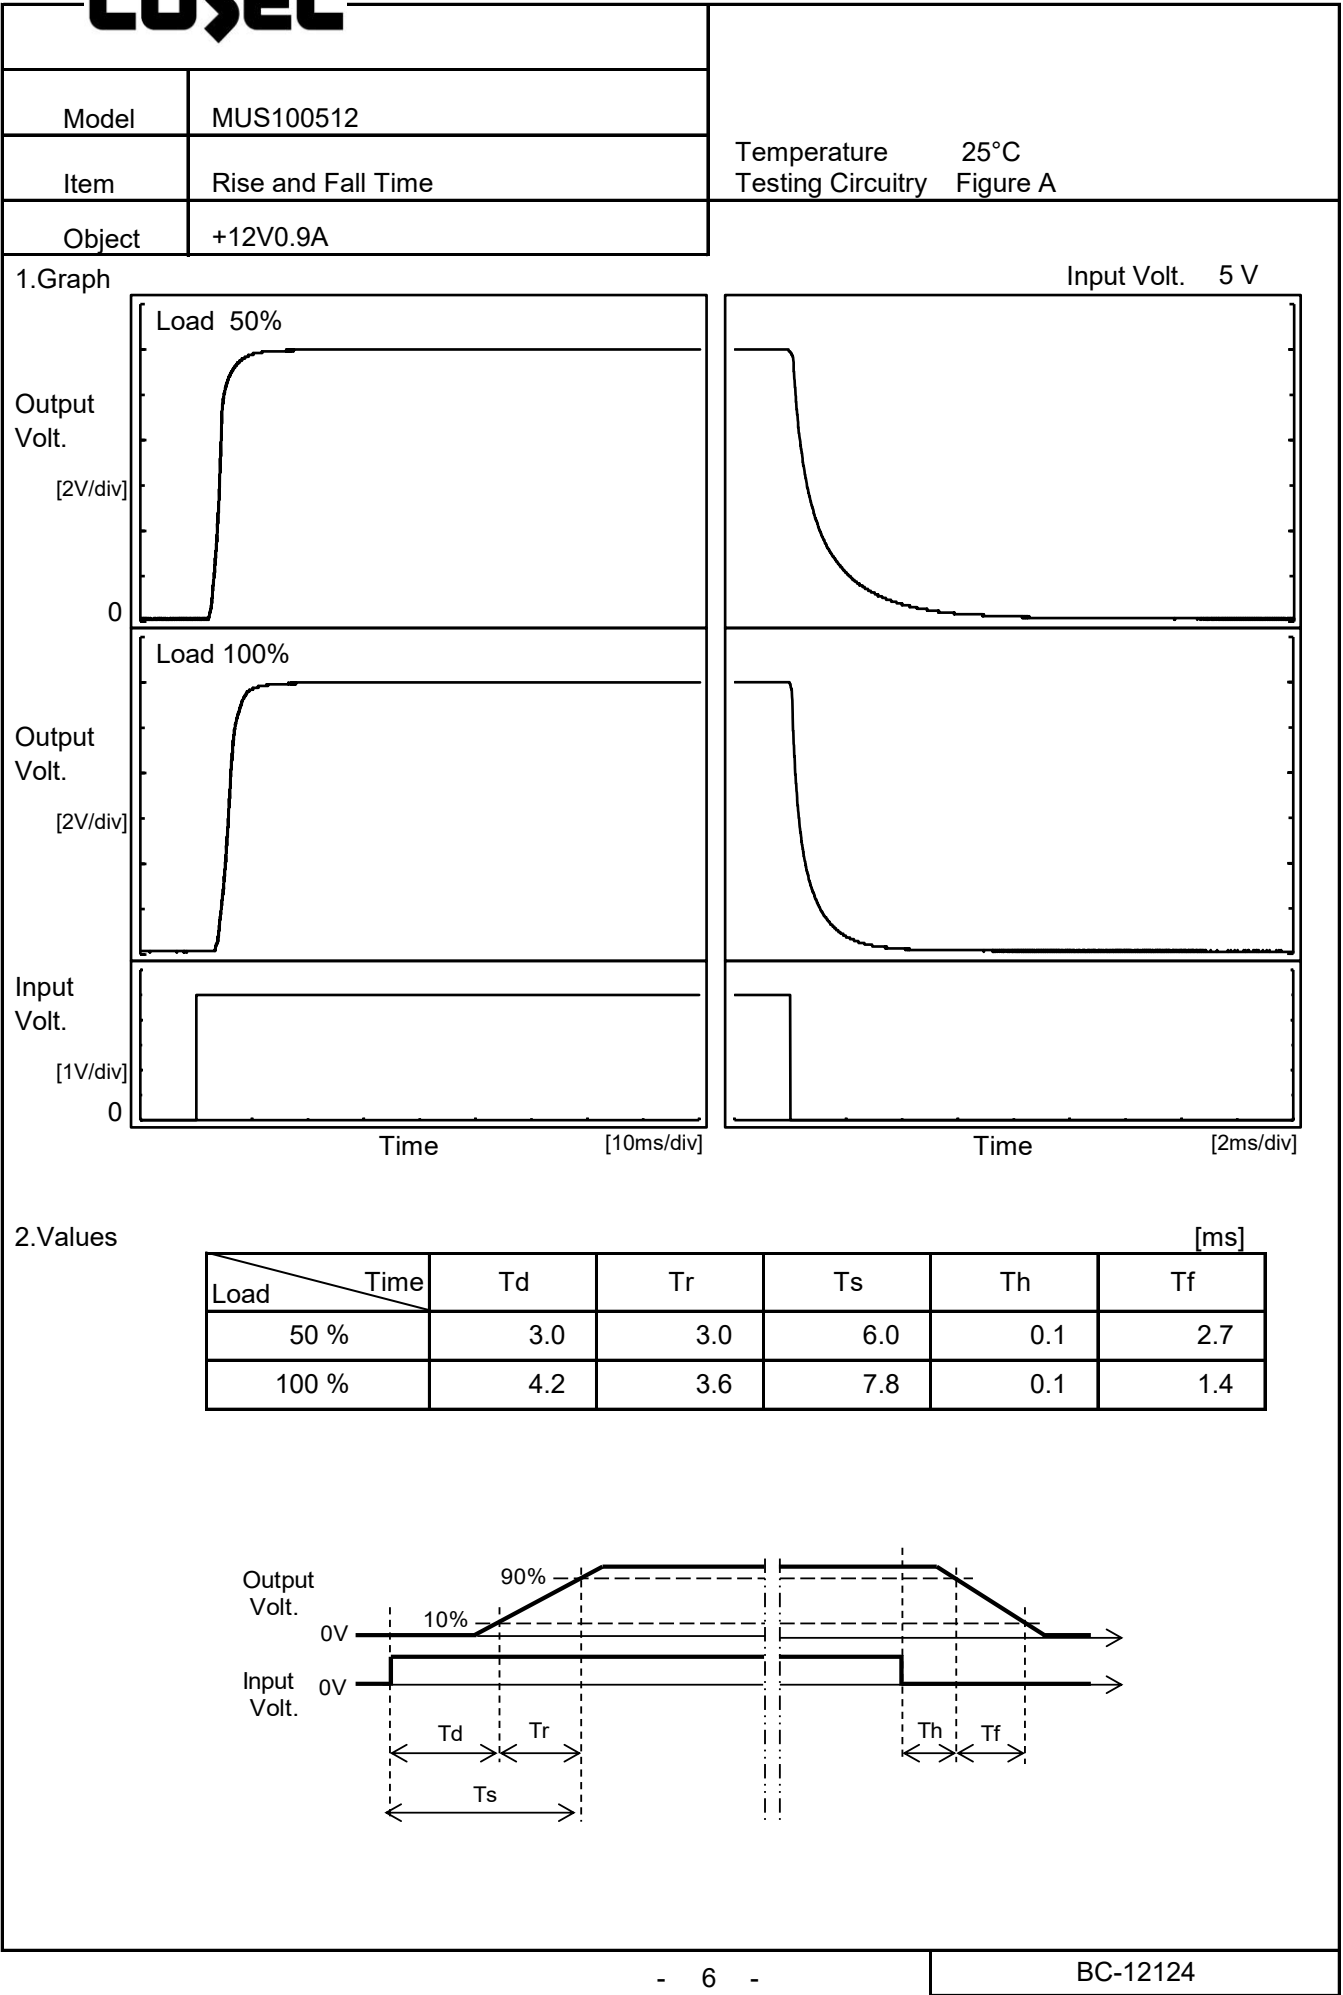 COSEL
Model MUS100512
Item Rise and Fall Time
Object +12V0.9A
Temperature 25°C
Testing Circuitry Figure A
1.Graph
Input Volt. 5 V
Load 50%
Output
Volt.
[2V/div]
0
Load 100%
Output
Volt.
[2V/div]
Input
Volt.
[1V/div]
0
Time [10ms/div] Time [2ms/div]
2.Values [ms]
Time
Load Td Tr Ts Th Tf
50 % 3.0 3.0 6.0 0.1 2.7
100 % 4.2 3.6 7.8 0.1 1.4
Output
Volt.
90%
10%
0V
Input
Volt.
0V
Td Tr Th Tf
Ts
- 6 - BC-12124